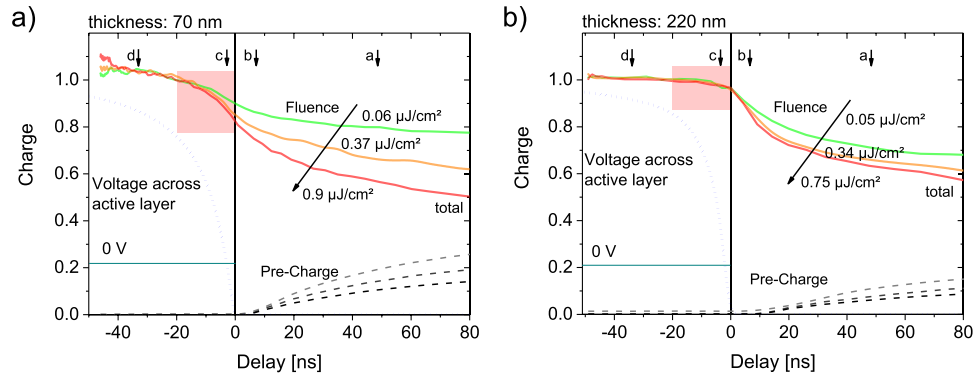 a)
thickness: 70 nm
d
c
b
a
1.0
0.8
0.6
0.4
0.2
0.0
Charge
Fluence
0.06 µJ/cm²
0.37 µJ/cm²
0.9 µJ/cm²
Voltage across
active layer
total
0 V
Pre-Charge
-40
-20
0
20
40
60
80
Delay [ns]
b)
thickness: 220 nm
d
c
b
a
1.0
0.8
0.6
0.4
0.2
0.0
Charge
Fluence
0.05 µJ/cm²
0.34 µJ/cm²
0.75 µJ/cm²
Voltage across
active layer
total
0 V
Pre-Charge
-40
-20
0
20
40
60
80
Delay [ns]